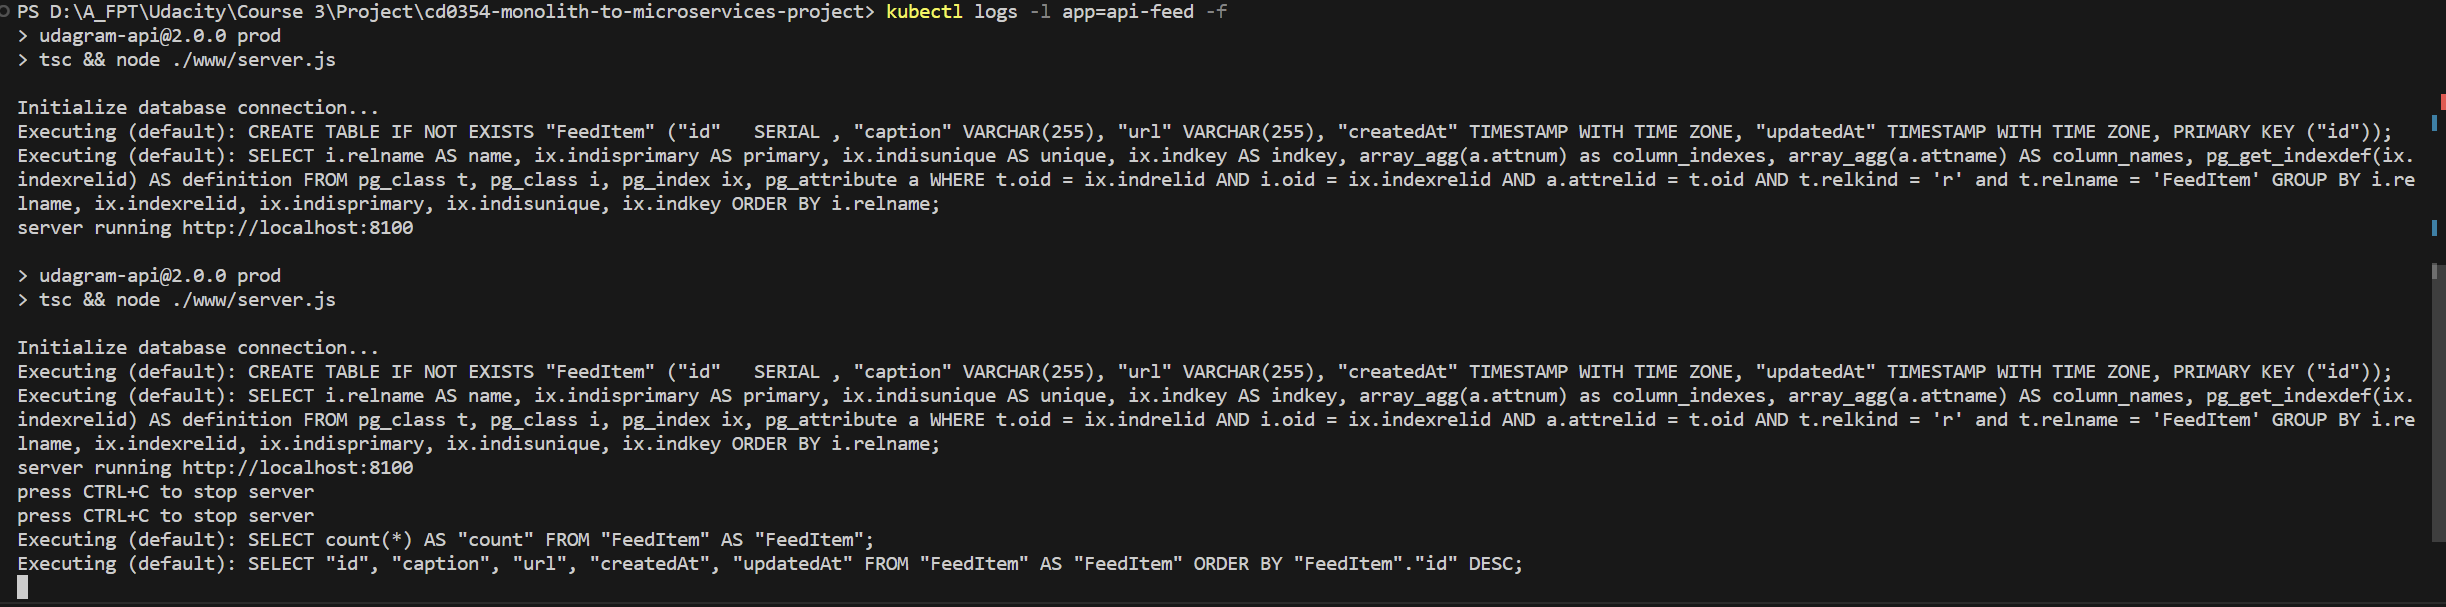 PS D:\A_FPT\Udacity\Course 3\Project\cd0354-monolith-to-microservices-project> kubectl logs -l app=api-feed -f
> udagram-api@2.0.0 prod
> tsc && node ./www/server.js
Initialize database connection...
Executing (default): CREATE TABLE IF NOT EXISTS "FeedItem" ("id"   SERIAL , "caption" VARCHAR(255), "url" VARCHAR(255), "createdAt" TIMESTAMP WITH TIME ZONE, "updatedAt" TIMESTAMP WITH TIME ZONE, PRIMARY KEY ("id"));
Executing (default): SELECT i.relname AS name, ix.indisprimary AS primary, ix.indisunique AS unique, ix.indkey AS indkey, array_agg(a.attnum) as column_indexes, array_agg(a.attname) AS column_names, pg_get_indexdef(ix.
indexrelid) AS definition FROM pg_class t, pg_class i, pg_index ix, pg_attribute a WHERE t.oid = ix.indrelid AND i.oid = ix.indexrelid AND a.attrelid = t.oid AND t.relkind = 'r' and t.relname = 'FeedItem' GROUP BY i.re
lname, ix.indexrelid, ix.indisprimary, ix.indisunique, ix.indkey ORDER BY i.relname;
server running http://localhost:8100
> udagram-api@2.0.0 prod
> tsc && node ./www/server.js
Initialize database connection...
Executing (default): CREATE TABLE IF NOT EXISTS "FeedItem" ("id"   SERIAL , "caption" VARCHAR(255), "url" VARCHAR(255), "createdAt" TIMESTAMP WITH TIME ZONE, "updatedAt" TIMESTAMP WITH TIME ZONE, PRIMARY KEY ("id"));
Executing (default): SELECT i.relname AS name, ix.indisprimary AS primary, ix.indisunique AS unique, ix.indkey AS indkey, array_agg(a.attnum) as column_indexes, array_agg(a.attname) AS column_names, pg_get_indexdef(ix.
indexrelid) AS definition FROM pg_class t, pg_class i, pg_index ix, pg_attribute a WHERE t.oid = ix.indrelid AND i.oid = ix.indexrelid AND a.attrelid = t.oid AND t.relkind = 'r' and t.relname = 'FeedItem' GROUP BY i.re
lname, ix.indexrelid, ix.indisprimary, ix.indisunique, ix.indkey ORDER BY i.relname;
server running http://localhost:8100
press CTRL+C to stop server
press CTRL+C to stop server
Executing (default): SELECT count(*) AS "count" FROM "FeedItem" AS "FeedItem";
Executing (default): SELECT "id", "caption", "url", "createdAt", "updatedAt" FROM "FeedItem" AS "FeedItem" ORDER BY "FeedItem"."id" DESC;